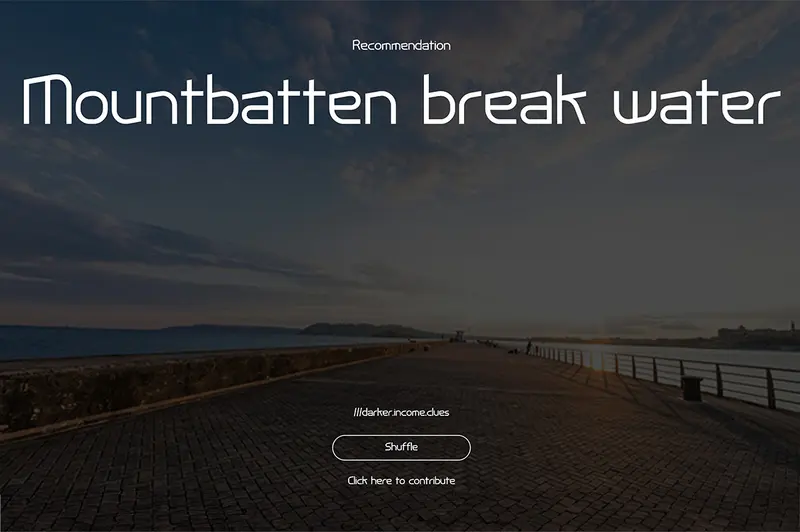 Recommendation
Mountbatten break water
///darker.income.clues
Shuffle
Click here to contribute